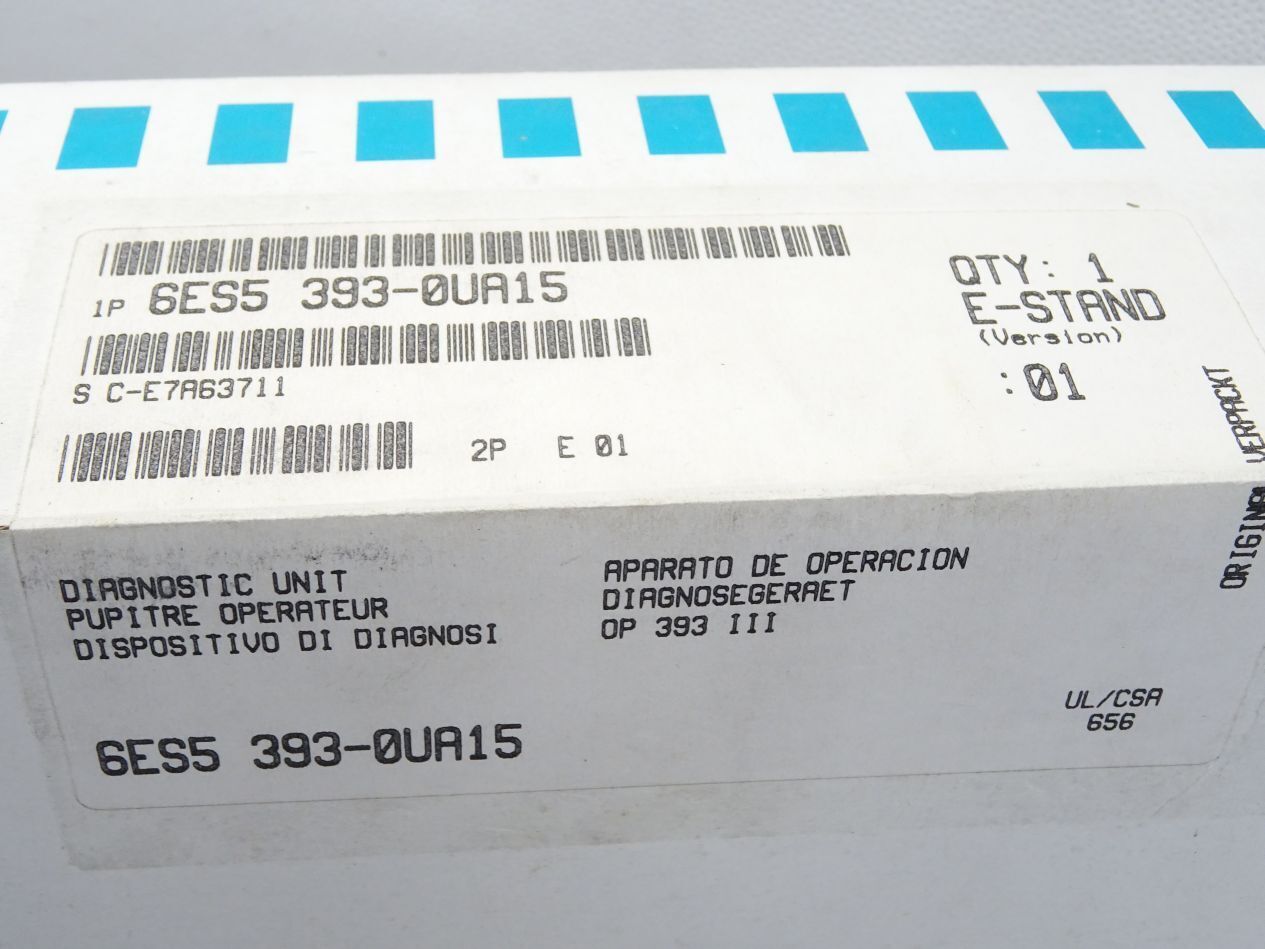 1P 6ES5 393-0UA15
QTY: 1
E-STAND
(Version)
:01
S C-E7A63711
2P E 01
ORIGINAL VERPACKT
DIAGNOSTIC UNIT
PUPITRE OPERATEUR
DISPOSITIVO DI DIAGNOSI
APARATO DE OPERACION
DIAGNOSEGERAET
OP 393 III
UL/CSA
656
6ES5 393-0UA15